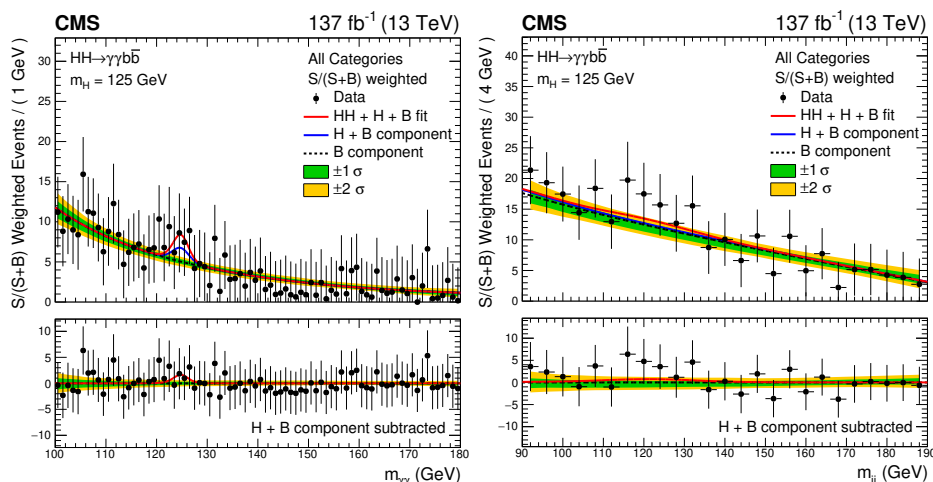 CMS 137 fb⁻¹ (13 TeV)
HH→γγbb̅
m_H = 125 GeV
All Categories
S/(S+B) weighted
Data
HH + H + B fit
H + B component
B component
±1 σ
±2 σ
S/(S+B) Weighted Events / ( 1 GeV )
30
25
20
15
10
5
0
10
5
0
−5
−10
H + B component subtracted
100 110 120 130 140 150 160 170 180
m_γγ (GeV)
CMS 137 fb⁻¹ (13 TeV)
HH→γγbb̅
m_H = 125 GeV
All Categories
S/(S+B) weighted
Data
HH + H + B fit
H + B component
B component
±1 σ
±2 σ
S/(S+B) Weighted Events / ( 4 GeV )
40
35
30
25
20
15
10
5
0
10
5
0
−5
−10
H + B component subtracted
90 100 110 120 130 140 150 160 170 180 190
m_jj (GeV)